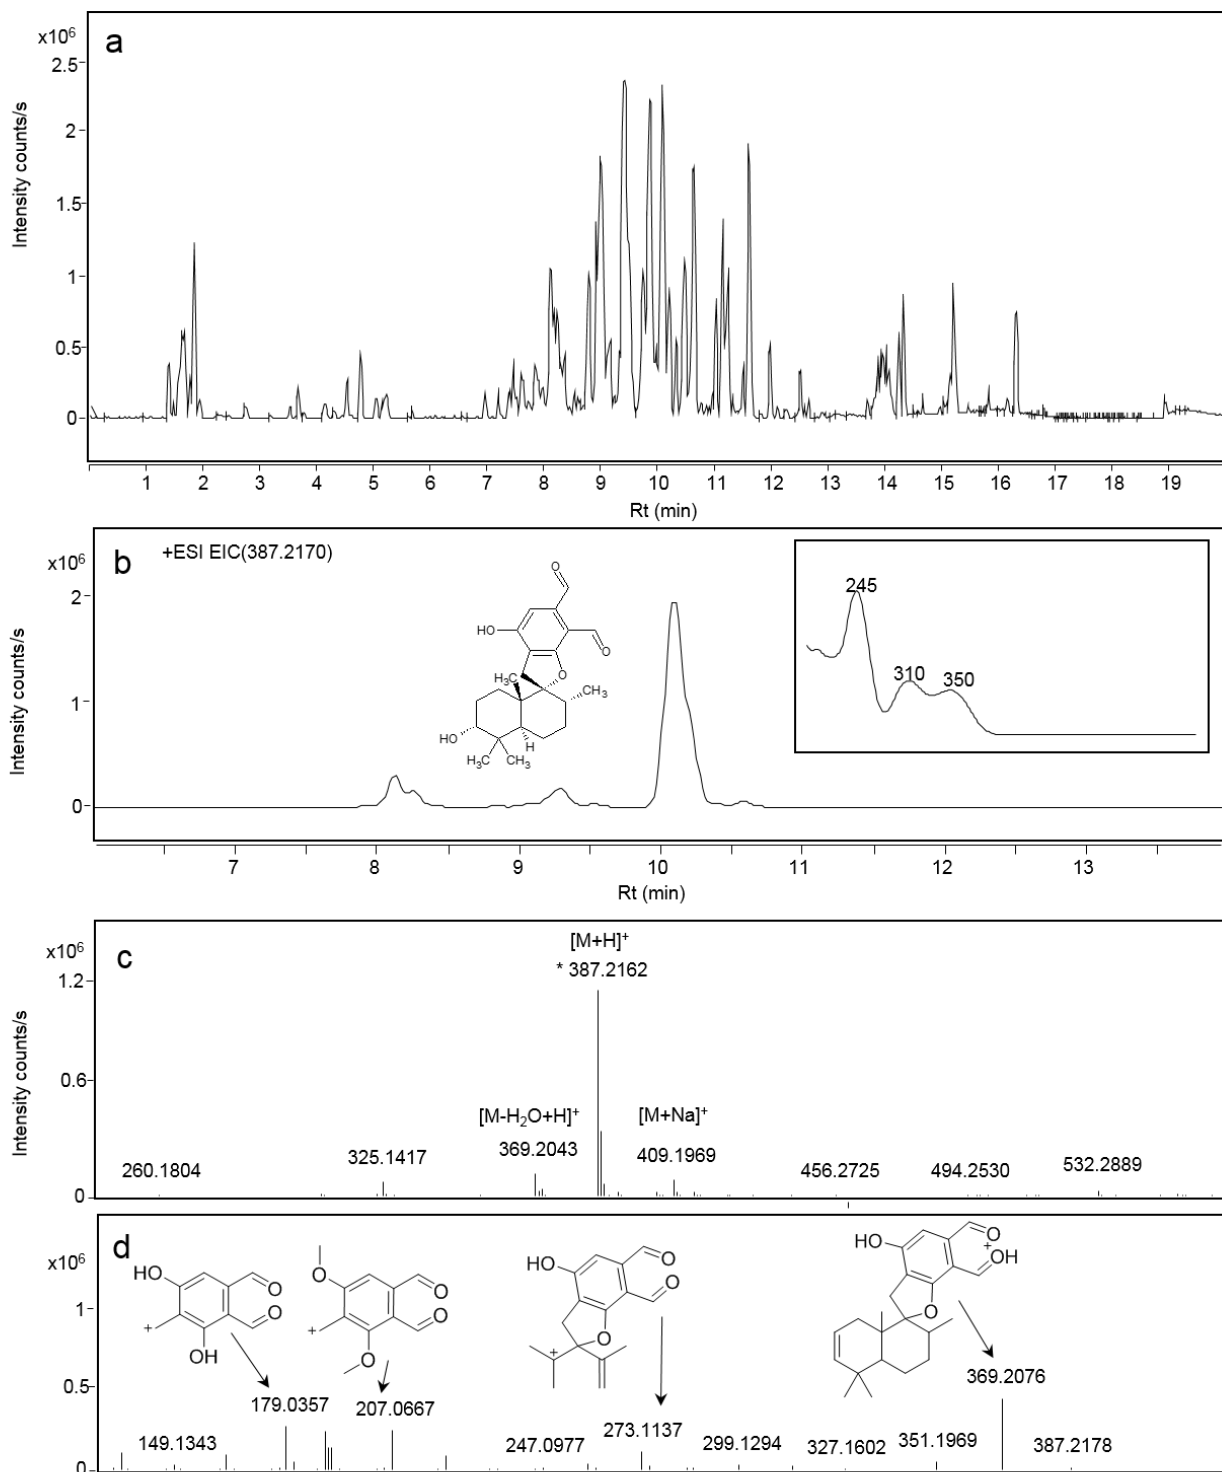 a
x10⁶
2.5
2
1.5
1
0.5
0
Intensity counts/s
1 2 3 4 5 6 7 8 9 10 11 12 13 14 15 16 17 18 19
Rt (min)
b
+ESI EIC(387.2170)
x10⁶
2
1
0
Intensity counts/s
O
HO
O
H₃C
O
CH₃
HO
H
H₃C CH₃
245
310
350
7 8 9 10 11 12 13
Rt (min)
c
x10⁶
1.2
0.6
0
Intensity counts/s
[M+H]⁺
* 387.2162
[M-H₂O+H]⁺
369.2043
[M+Na]⁺
409.1969
260.1804
325.1417
456.2725
494.2530
532.2889
d
x10⁶
1
0.5
0
HO
O
O
+
OH
O
O
O
+
O
HO
O
O
O
+
HO
O
+
OH
O
179.0357
207.0667
273.1137
369.2076
149.1343
247.0977
299.1294
327.1602
351.1969
387.2178